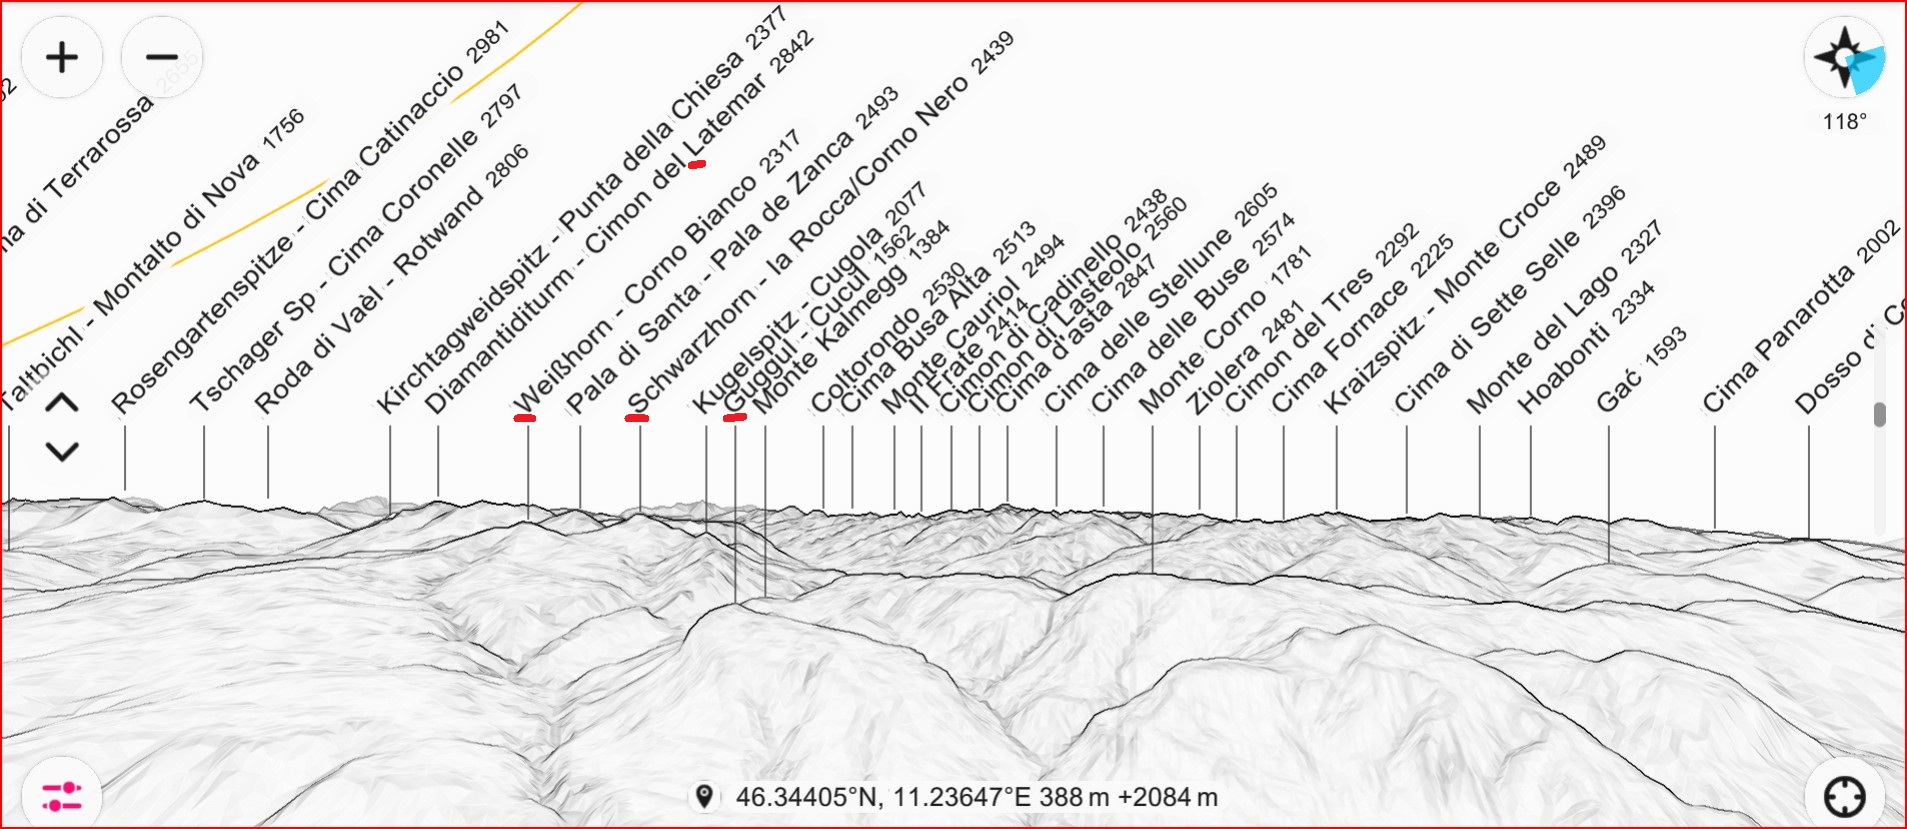 na di Terrarossa 2655
Taltbichl - Montalto di Nova 1756
Rosengartenspitze - Cima Catinaccio 2981
Tschager Sp - Cima Coronelle 2797
Roda di Vaèl - Rotwand 2806
Kirchtagweidspitz - Punta della Chiesa 2377
Diamantiditurm - Cimon del Latemar 2842
Weißhorn - Corno Bianco 2317
Pala di Santa - Pala de Zanca 2493
Schwarzhorn - la Rocca/Corno Nero 2439
Kugelspitz - Cugola 2077
Guggul - Cucul 1562
Monte Kalmegg 1384
Coltorondo 2530
Cima Busa Alta 2513
Monte Cauriol 2494
Il Frate 2414
Cimon di Cadinello 2438
Cimon di Lasteolo 2560
Cima d'asta 2847
Cima delle Stellune 2605
Cima delle Buse 2574
Monte Corno 1781
Ziolera 2481
Cimon del Tres 2292
Cima Fornace 2225
Kraizspitz - Monte Croce 2489
Cima di Sette Selle 2396
Monte del Lago 2327
Hoabonti 2334
Gać 1593
Cima Panarotta 2002
Dosso di
118°
46.34405°N, 11.23647°E 388 m +2084 m